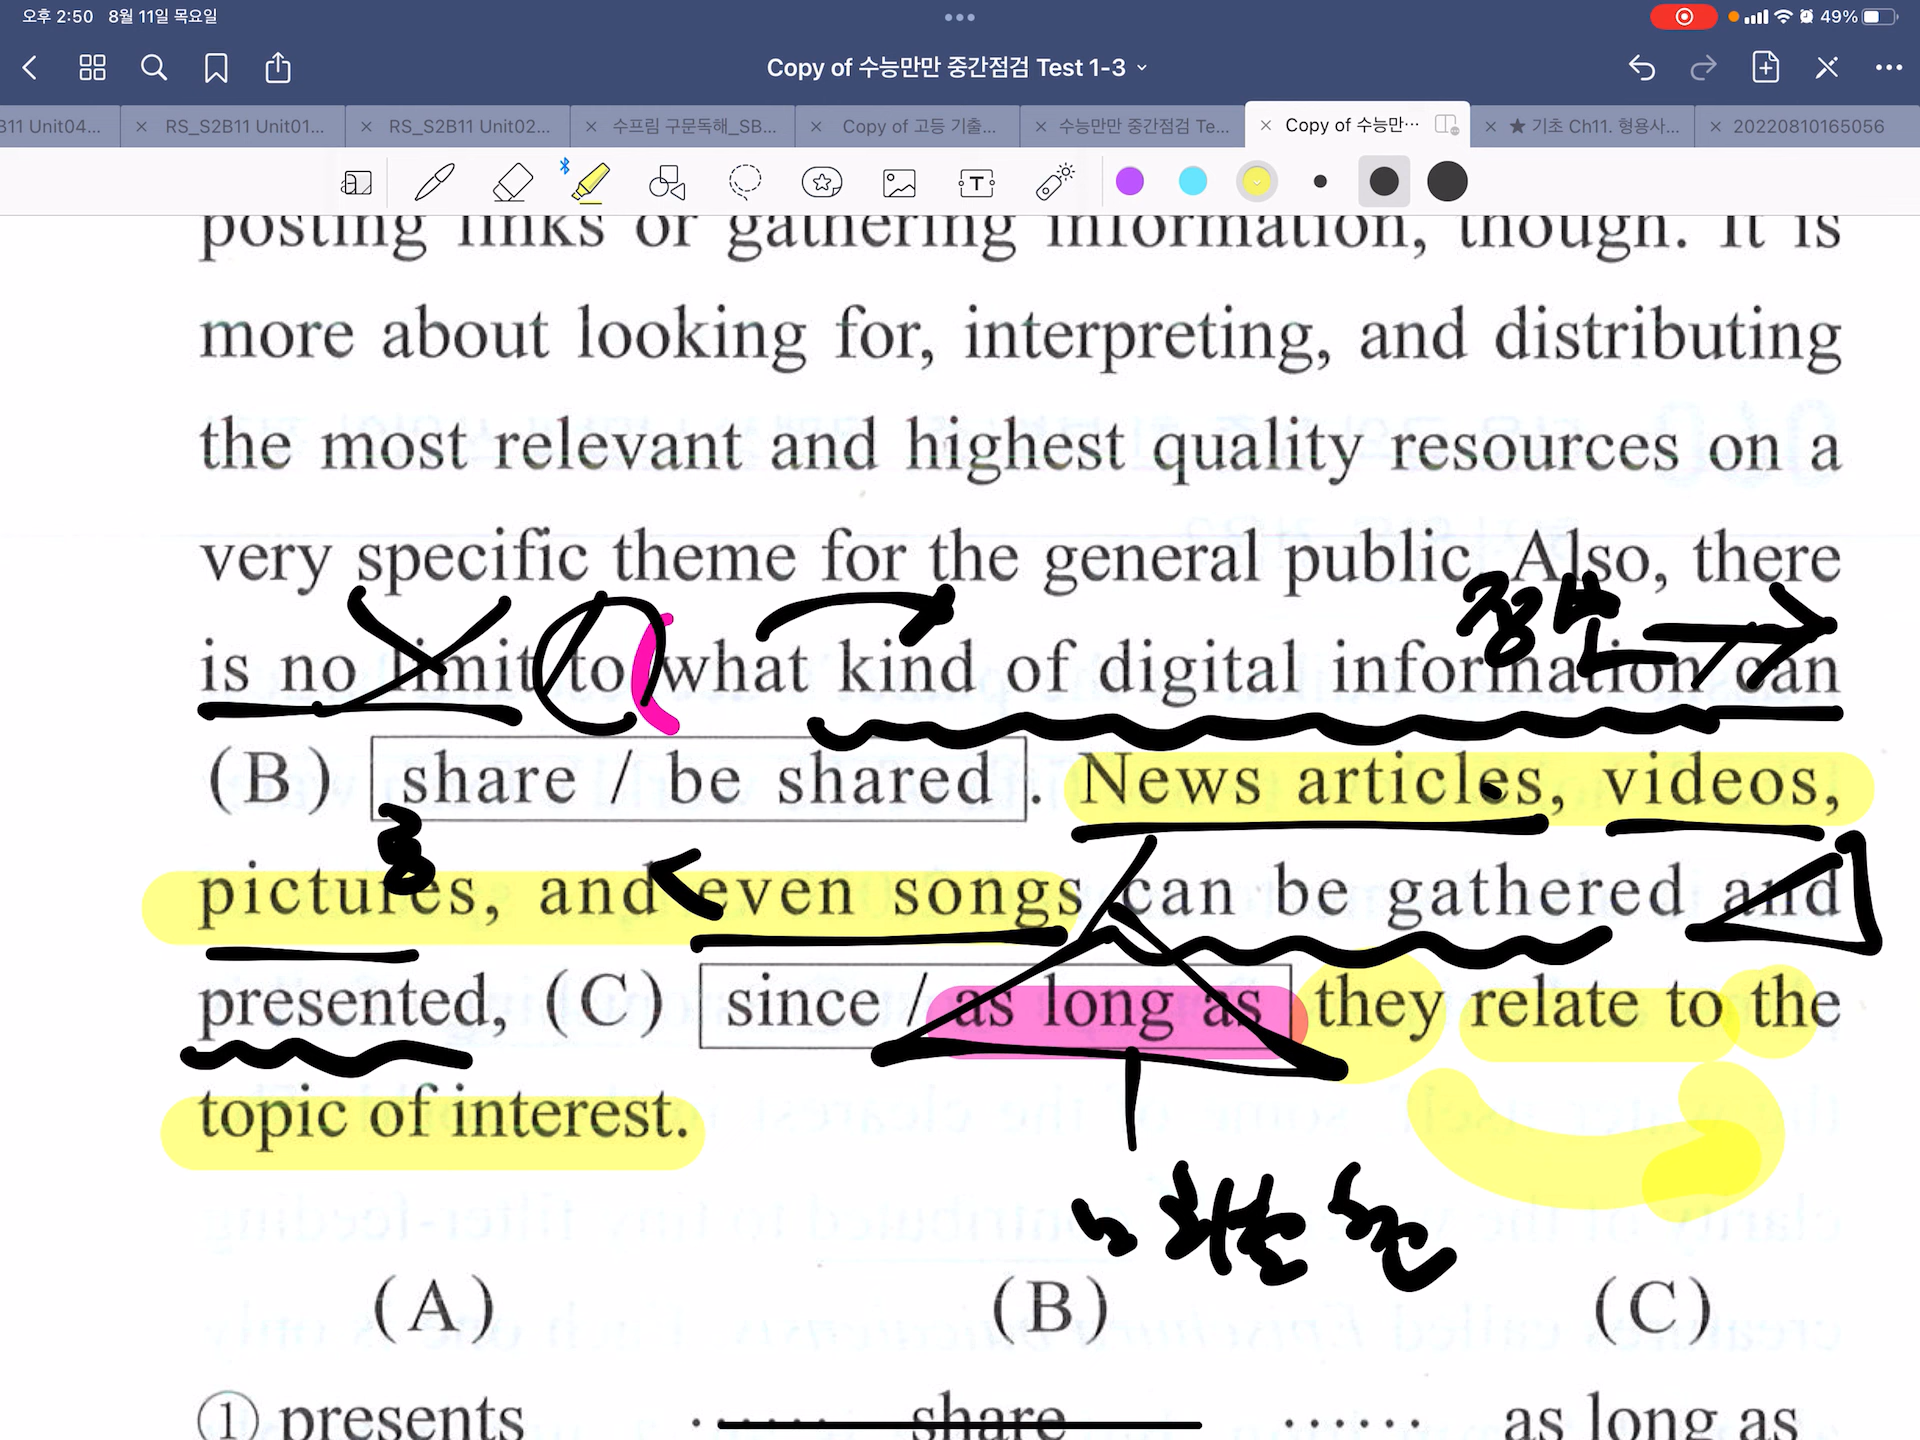 오후 2:50 8월 11일 목요일
49%
Copy of 수능만만 중간점검 Test 1-3
311 Unit04...
RS_S2B11 Unit01...
RS_S2B11 Unit02...
수프림 구문독해_SB...
Copy of 고등 기출...
수능만만 중간점검 Te...
Copy of 수능만...
★ 기초 Ch11. 형용사...
20220810165056
posting links or gathering information, though. It is
more about looking for, interpreting, and distributing
the most relevant and highest quality resources on a
very specific theme for the general public. Also, there
is no limit to what kind of digital information can
(B) share / be shared. News articles, videos,
pictures, and even songs can be gathered and
presented, (C) since / as long as they relate to the
topic of interest.
(A) (B) (C)
① presents ...... share ...... as long as